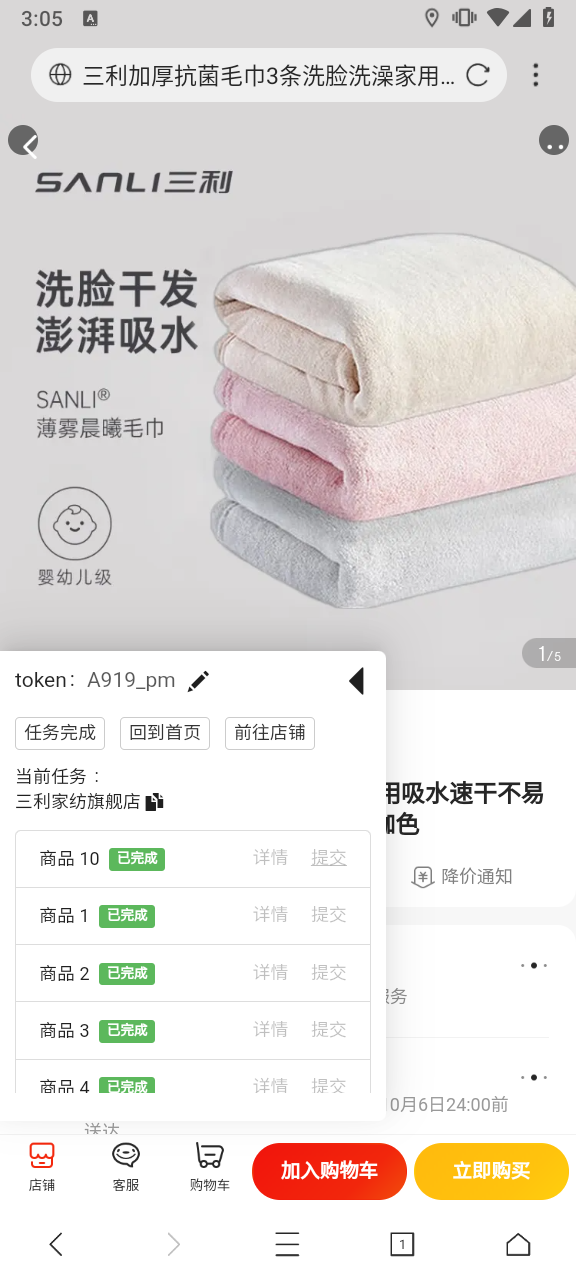 3:05
A
三利加厚抗菌毛巾3条洗脸洗澡家用...
SANLI三利
洗脸干发
澎湃吸水
SANLI®
薄雾晨曦毛巾
婴幼儿级
1/5
token: A919_pm
任务完成 回到首页 前往店铺
当前任务：
三利家纺旗舰店
用吸水速干不易
咖色
降价通知
商品 10 已完成 详情 提交
商品 1 已完成 详情 提交
商品 2 已完成 详情 提交
服务
商品 3 已完成 详情 提交
商品 4 已完成 详情 提交
0月6日24:00前
送达
店铺 客服 购物车 加入购物车 立即购买
1